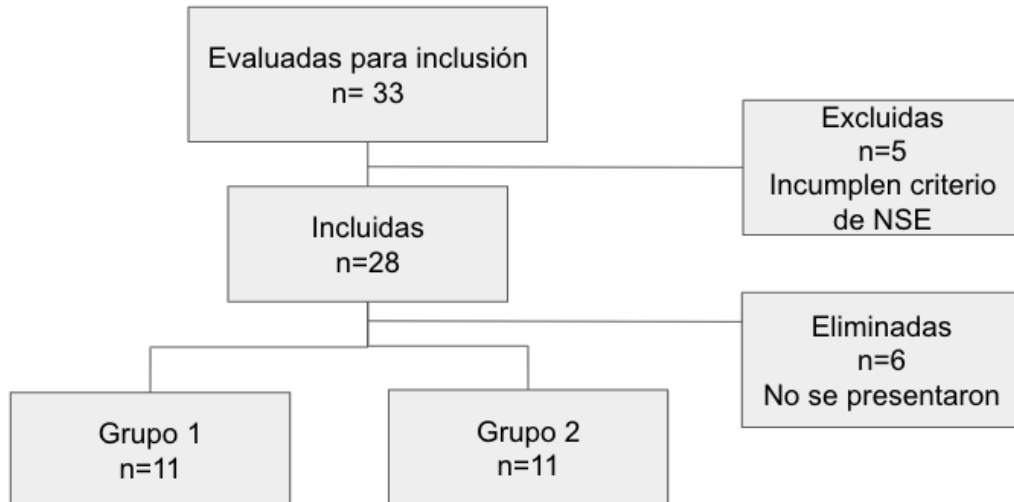 Evaluadas para inclusión
n= 33
Excluidas
n=5
Incumplen criterio
de NSE
Incluidas
n=28
Eliminadas
n=6
No se presentaron
Grupo 1
n=11
Grupo 2
n=11